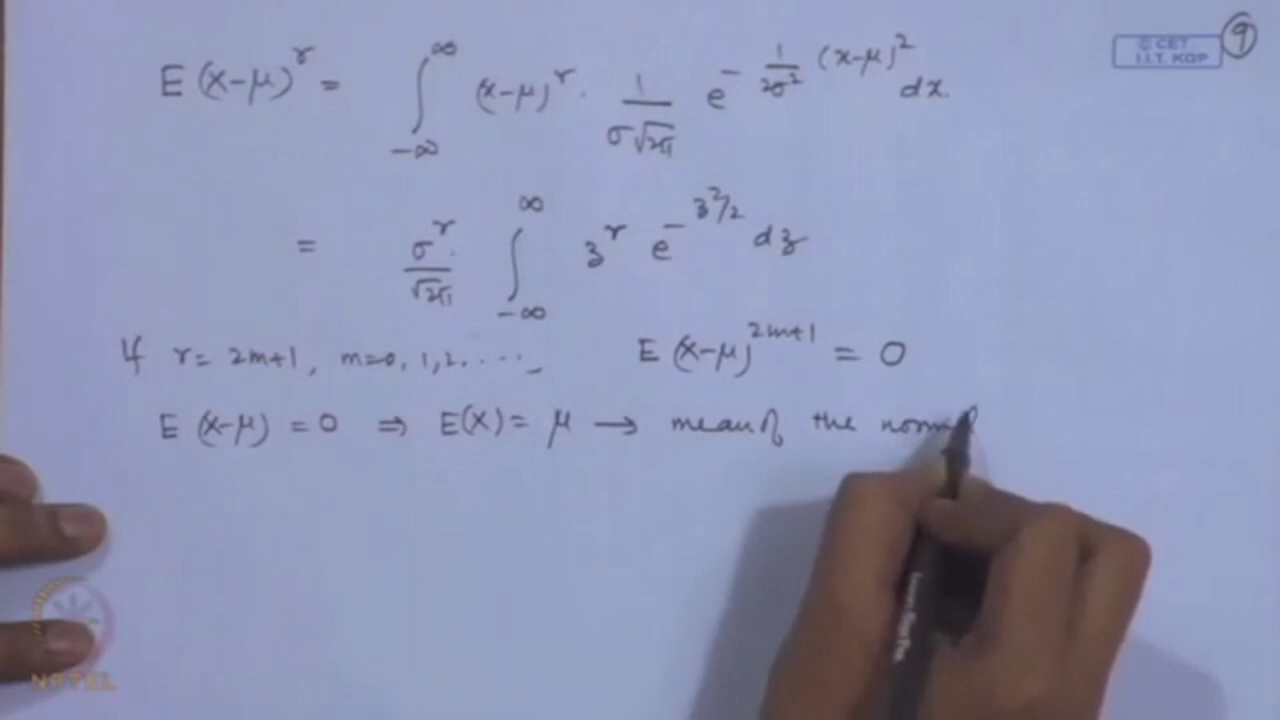 © CET
I.I.T. KGP
9
E (x-μ)^r = ∫_{-∞}^{∞} (x-μ)^r · 1/(σ√2π) e^{- 1/(2σ²) (x-μ)²} dx.
= σ^r/√2π ∫_{-∞}^{∞} z^r e^{-z²/2} dz
If r = 2m+1, m=0, 1, 2. . . . , E (x-μ)^{2m+1} = 0
E (x-μ) = 0 ⇒ E(X) = μ → mean of the normal
NPTEL